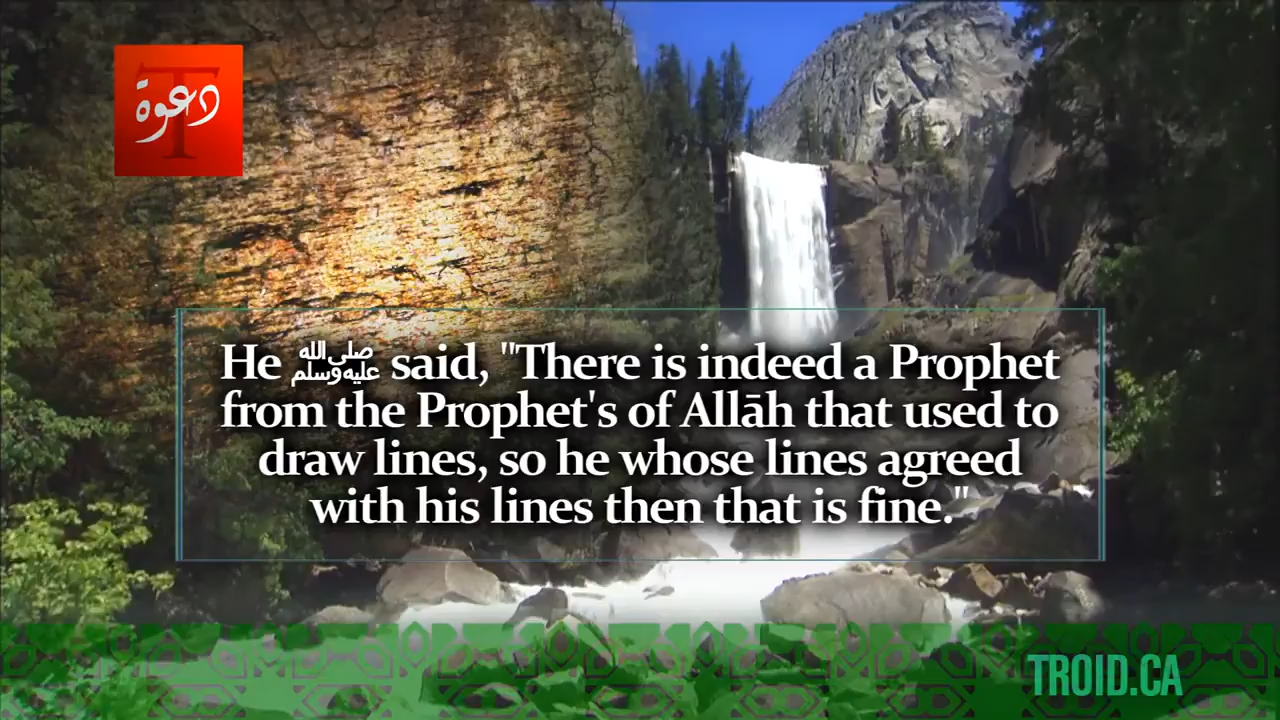 دعوة
T
He ﷺ said, "There is indeed a Prophet
from the Prophet's of Allāh that used to
draw lines, so he whose lines agreed
with his lines then that is fine."
TROID.CA